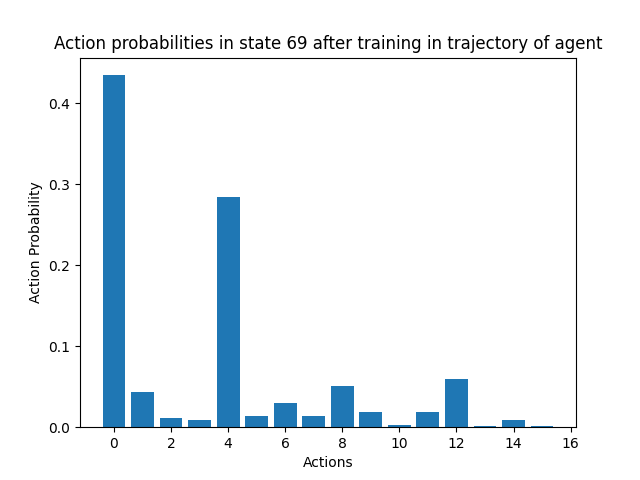 Action probabilities in state 69 after training in trajectory of agent
0.4
0.3
0.2
0.1
0.0
Action Probability
0 2 4 6 8 10 12 14 16
Actions